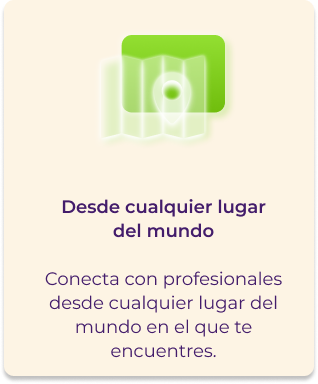 Desde cualquier lugar
del mundo
Conecta con profesionales
desde cualquier lugar del
mundo en el que te
encuentres.